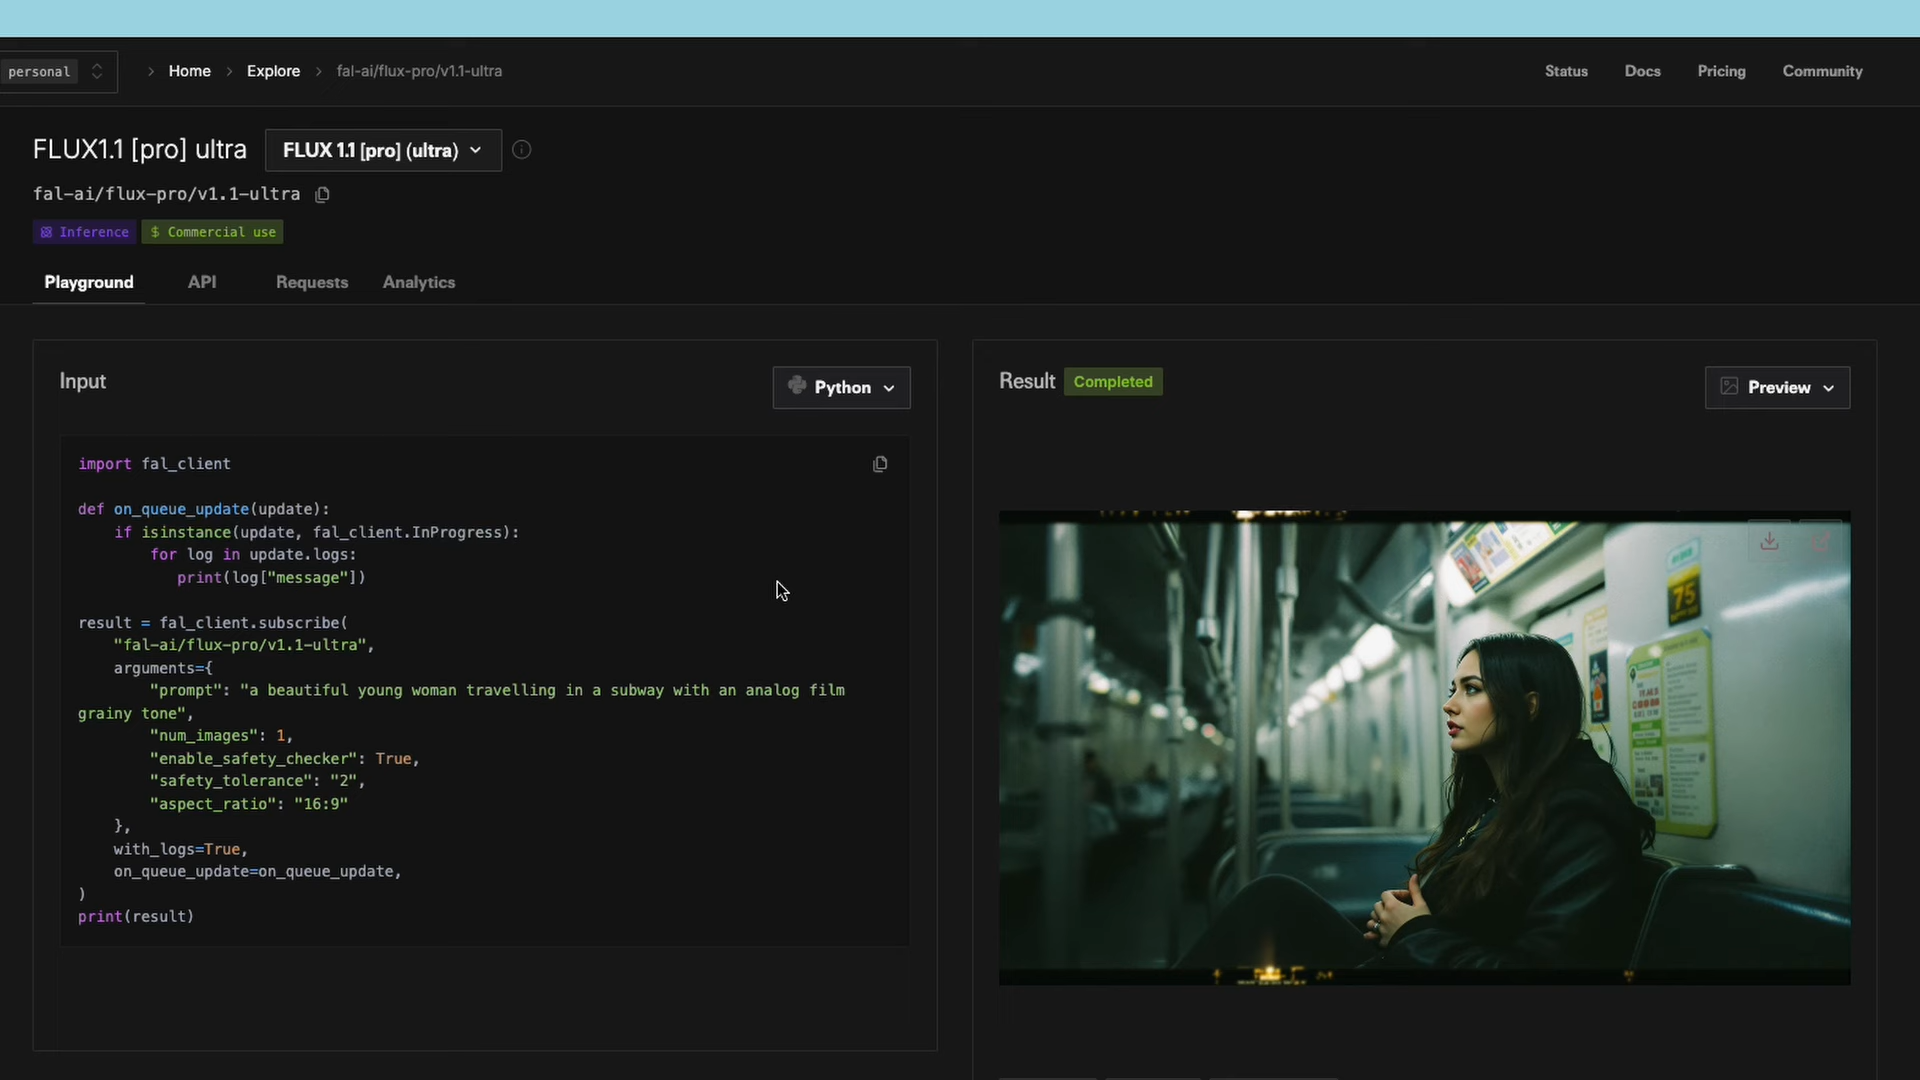 personal
Home
Explore
fal-ai/flux-pro/v1.1-ultra
Status
Docs
Pricing
Community
FLUX1.1 [pro] ultra
FLUX 1.1 [pro] (ultra)
fal-ai/flux-pro/v1.1-ultra
Inference
$ Commercial use
Playground
API
Requests
Analytics
Input
Python
import fal_client
def on_queue_update(update):
    if isinstance(update, fal_client.InProgress):
        for log in update.logs:
           print(log["message"])
result = fal_client.subscribe(
    "fal-ai/flux-pro/v1.1-ultra",
    arguments={
        "prompt": "a beautiful young woman travelling in a subway with an analog film
grainy tone",
        "num_images": 1,
        "enable_safety_checker": True,
        "safety_tolerance": "2",
        "aspect_ratio": "16:9"
    },
    with_logs=True,
    on_queue_update=on_queue_update,
)
print(result)
Result
Completed
Preview
75